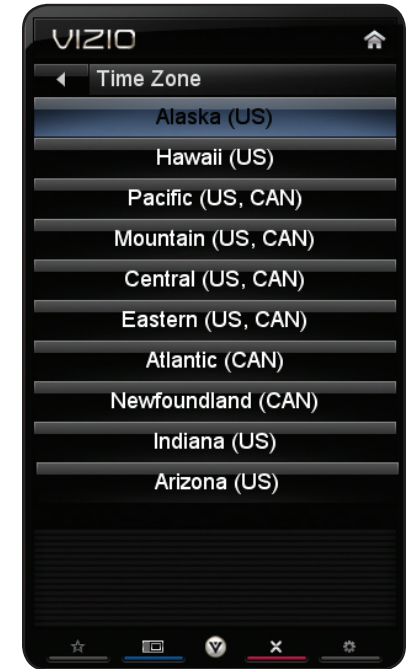 VIZIO
Time Zone
Alaska (US)
Hawaii (US)
Pacific (US, CAN)
Mountain (US, CAN)
Central (US, CAN)
Eastern (US, CAN)
Atlantic (CAN)
Newfoundland (CAN)
Indiana (US)
Arizona (US)